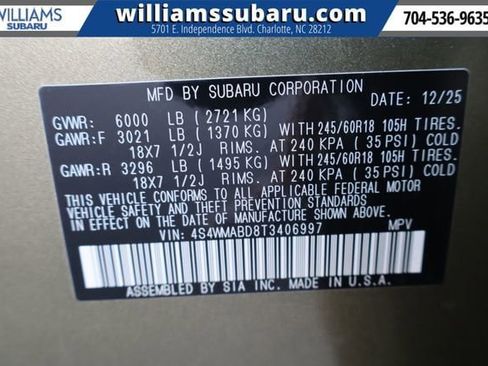 WILLIAMS
SUBARU
williamssubaru.com
5701 E. Independence Blvd. Charlotte, NC 28212
704-536-9635
MFD BY SUBARU CORPORATION
DATE: 12/25
GVWR: 6000 LB (2721 KG)
GAWR:F 3021 LB (1370 KG) WITH 245/60R18 105H TIRES.
18X7 1/2J RIMS. AT 240 KPA (35 PSI) COLD
GAWR:R 3296 LB (1495 KG) WITH 245/60R18 105H TIRES.
18X7 1/2J RIMS. AT 240 KPA (35 PSI) COLD
THIS VEHICLE CONFORMS TO ALL APPLICABLE FEDERAL MOTOR
VEHICLE SAFETY AND THEFT PREVENTION STANDARDS IN EFFECT
ON THE DATE OF MANUFACTURE SHOWN ABOVE.
VIN: 4S4WMABD8T3406997
MPV
ASSEMBLED BY SIA INC. MADE IN U.S.A.